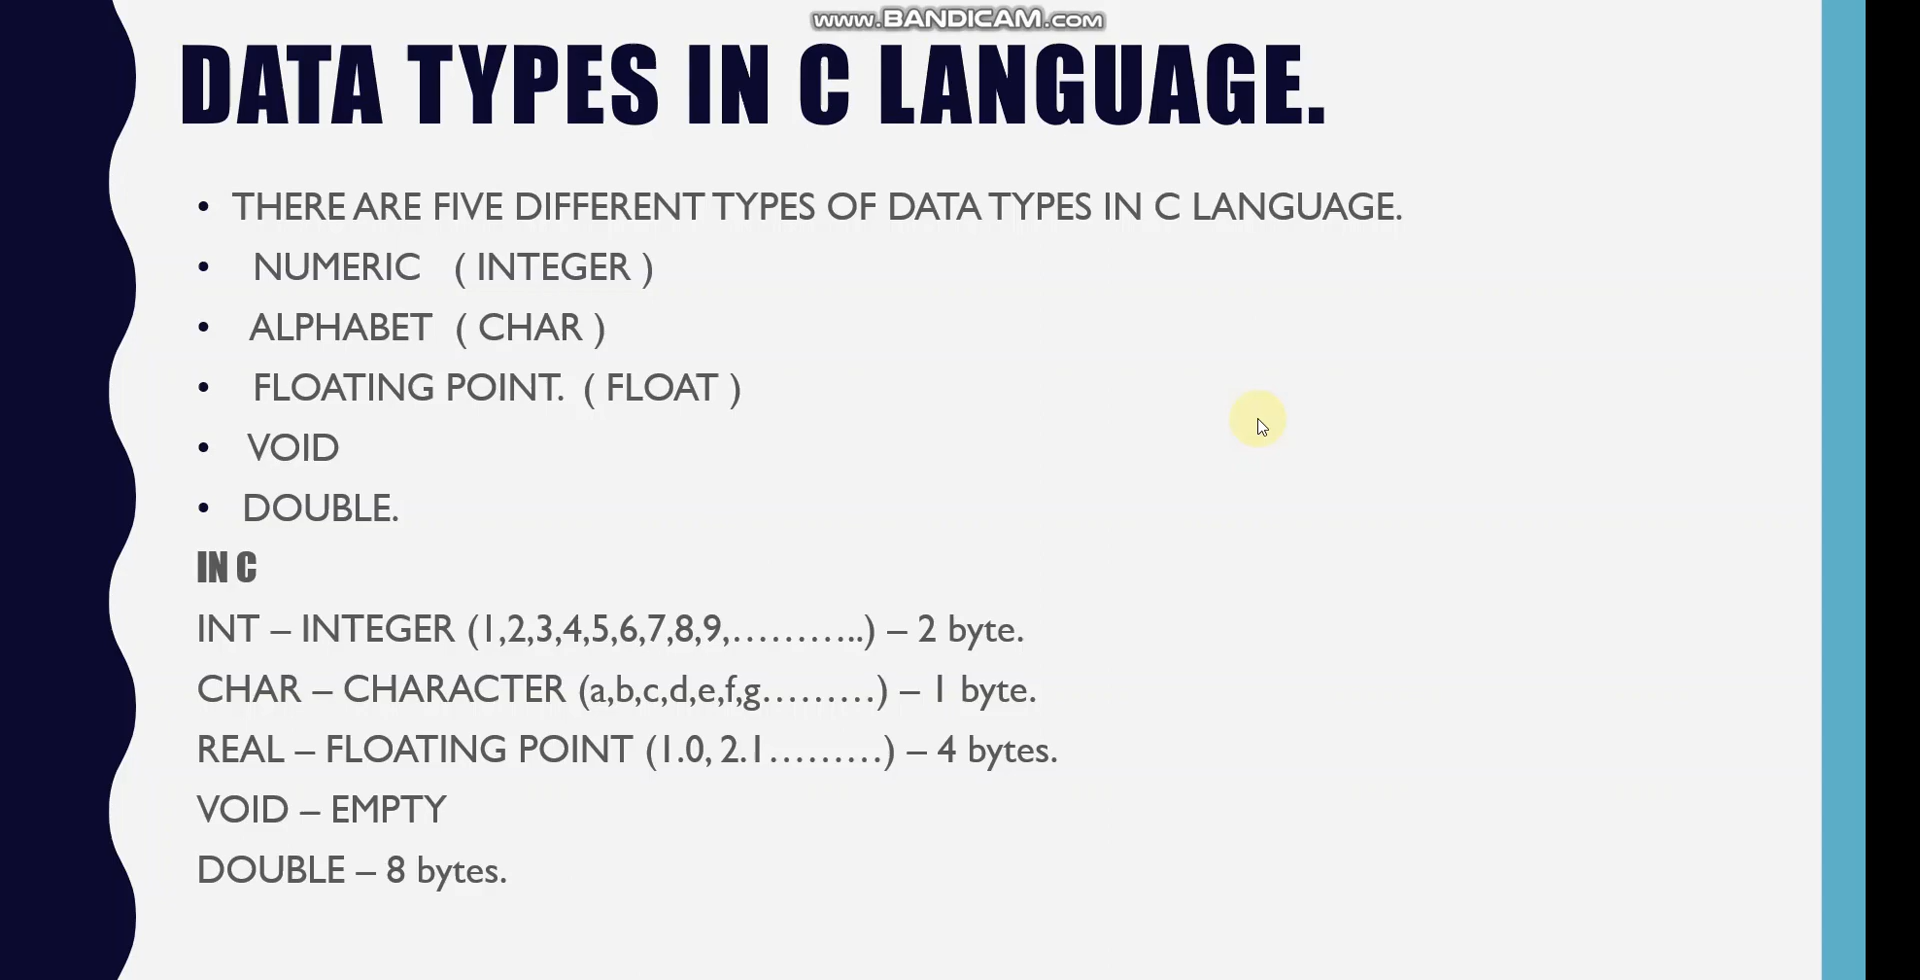 www.BANDICAM.com
DATA TYPES IN C LANGUAGE.
• THERE ARE FIVE DIFFERENT TYPES OF DATA TYPES IN C LANGUAGE.
• NUMERIC ( INTEGER )
• ALPHABET ( CHAR )
• FLOATING POINT. ( FLOAT )
• VOID
• DOUBLE.
IN C
INT – INTEGER (1,2,3,4,5,6,7,8,9,………..) – 2 byte.
CHAR – CHARACTER (a,b,c,d,e,f,g………) – 1 byte.
REAL – FLOATING POINT (1.0, 2.1………) – 4 bytes.
VOID – EMPTY
DOUBLE – 8 bytes.